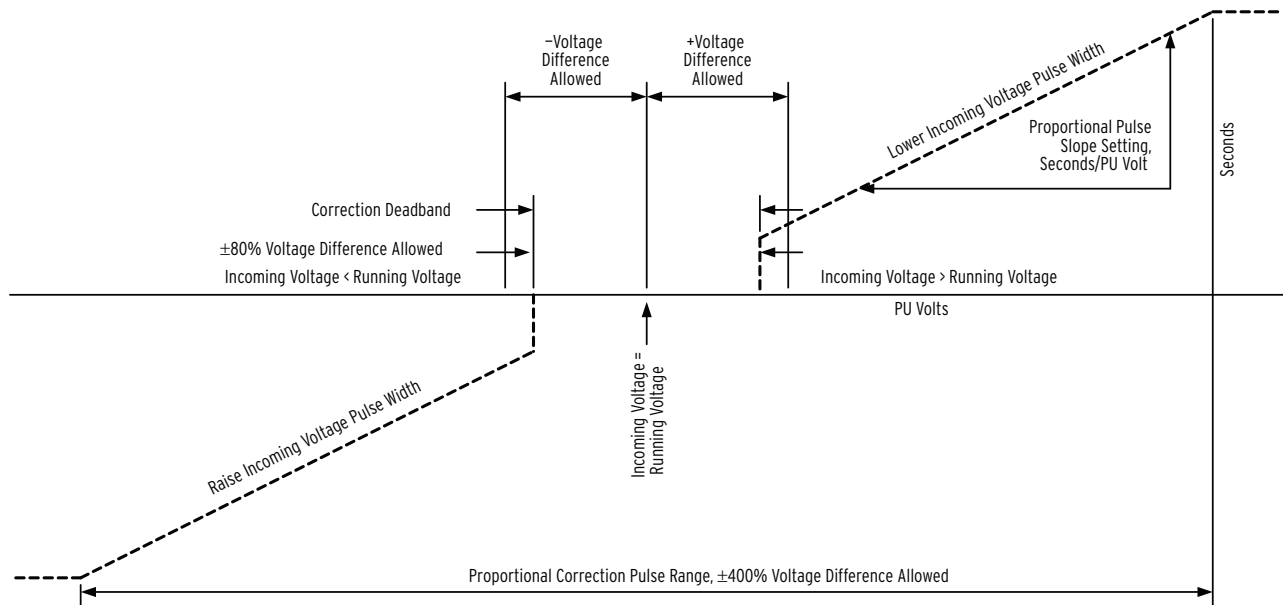 −Voltage
Difference
Allowed
+Voltage
Difference
Allowed
Lower Incoming Voltage Pulse Width
Proportional Pulse
Slope Setting,
Seconds/PU Volt
Seconds
Correction Deadband
±80% Voltage Difference Allowed
Incoming Voltage < Running Voltage
Incoming Voltage > Running Voltage
PU Volts
Incoming Voltage =
Running Voltage
Raise Incoming Voltage Pulse Width
Proportional Correction Pulse Range, ±400% Voltage Difference Allowed